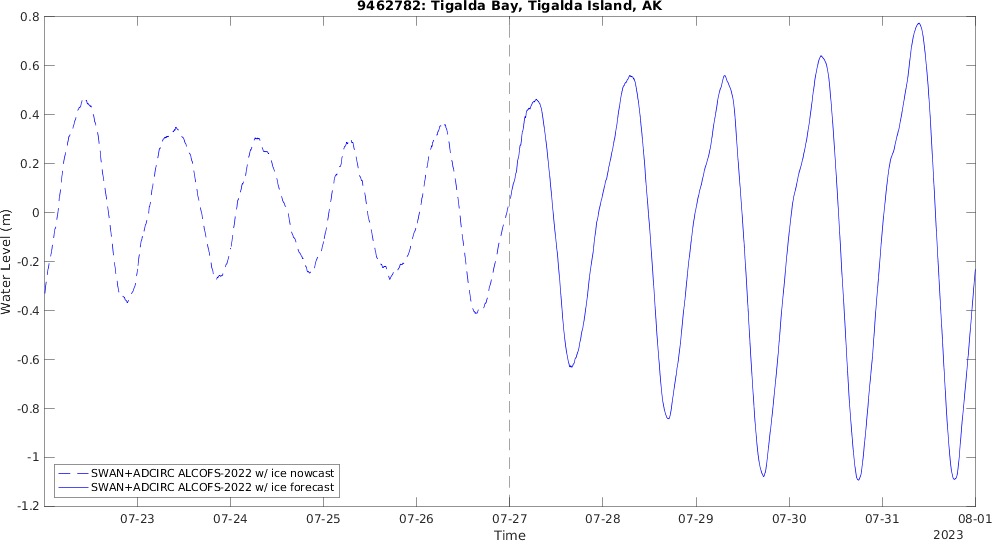 9462782: Tigalda Bay, Tigalda Island, AK
Water Level (m)
0.8
0.6
0.4
0.2
0
-0.2
-0.4
-0.6
-0.8
-1
-1.2
SWAN+ADCIRC ALCOFS-2022 w/ ice nowcast
SWAN+ADCIRC ALCOFS-2022 w/ ice forecast
07-23 07-24 07-25 07-26 07-27 07-28 07-29 07-30 07-31 08-01
Time
2023